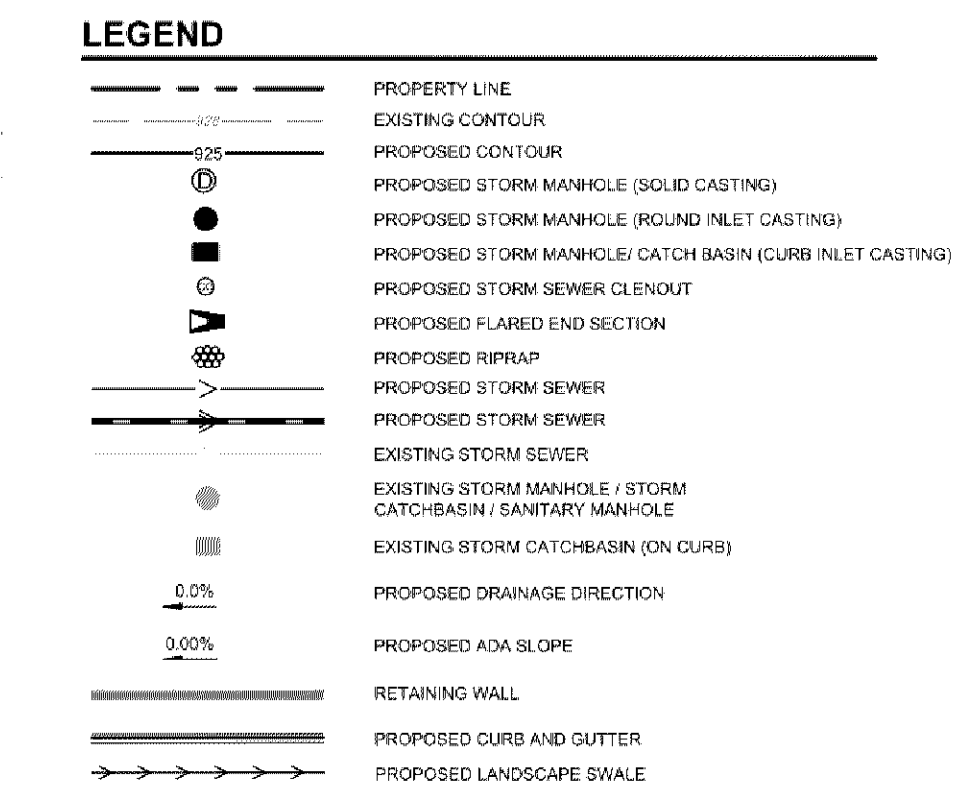 LEGEND
PROPERTY LINE
EXISTING CONTOUR
925 PROPOSED CONTOUR
D PROPOSED STORM MANHOLE (SOLID CASTING)
PROPOSED STORM MANHOLE (ROUND INLET CASTING)
PROPOSED STORM MANHOLE/ CATCH BASIN (CURB INLET CASTING)
PROPOSED STORM SEWER CLENOUT
PROPOSED FLARED END SECTION
PROPOSED RIPRAP
PROPOSED STORM SEWER
PROPOSED STORM SEWER
EXISTING STORM SEWER
EXISTING STORM MANHOLE / STORM
CATCHBASIN / SANITARY MANHOLE
EXISTING STORM CATCHBASIN (ON CURB)
0.0% PROPOSED DRAINAGE DIRECTION
0.00% PROPOSED ADA SLOPE
RETAINING WALL
PROPOSED CURB AND GUTTER
PROPOSED LANDSCAPE SWALE